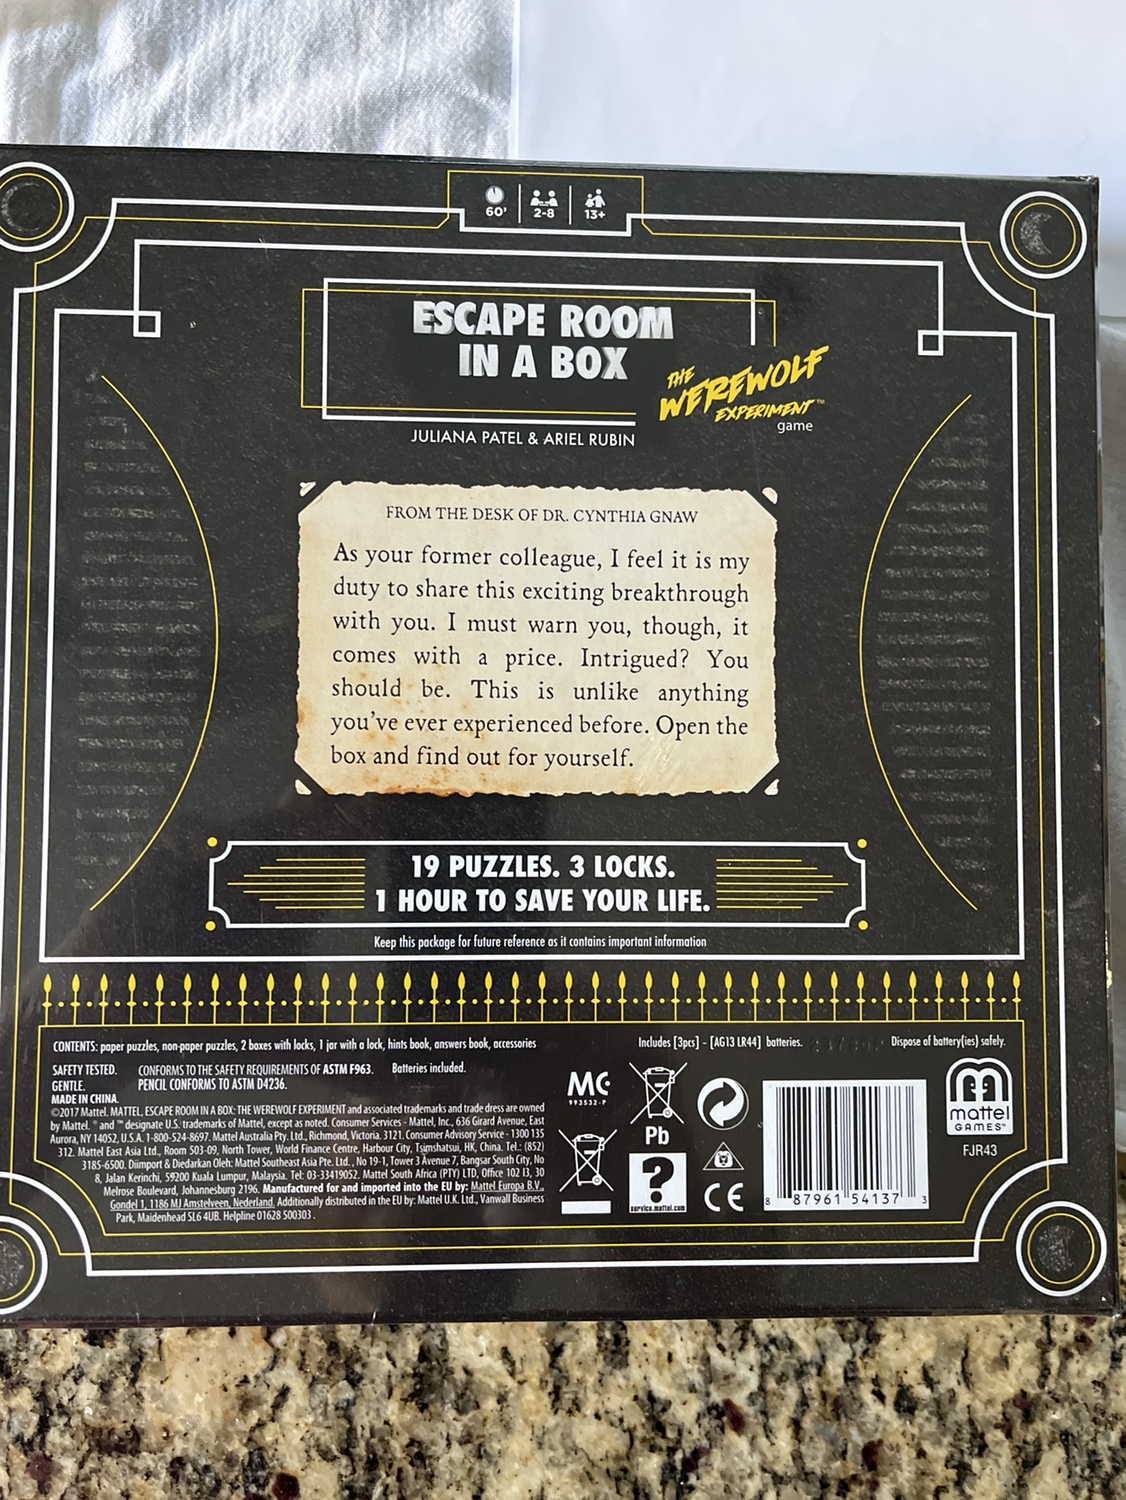 60' 2-8 13+
ESCAPE ROOM
IN A BOX
THE
WEREWOLF
EXPERIMENT™
game
JULIANA PATEL & ARIEL RUBIN
FROM THE DESK OF DR. CYNTHIA GNAW
As your former colleague, I feel it is my
duty to share this exciting breakthrough
with you. I must warn you, though, it
comes with a price. Intrigued? You
should be. This is unlike anything
you've ever experienced before. Open the
box and find out for yourself.
19 PUZZLES. 3 LOCKS.
1 HOUR TO SAVE YOUR LIFE.
Keep this package for future reference as it contains important information
CONTENTS: paper puzzles, non-paper puzzles, 2 boxes with locks, 1 jar with a lock, hints book, answers book, accessories
Includes [3pcs] - [AG13 LR44] batteries. Dispose of battery(ies) safely.
SAFETY TESTED. CONFORMS TO THE SAFETY REQUIREMENTS OF ASTM F963. Batteries included.
GENTLE. PENCIL CONFORMS TO ASTM D4236.
MADE IN CHINA.
©2017 Mattel. MATTEL, ESCAPE ROOM IN A BOX: THE WEREWOLF EXPERIMENT and associated trademarks and trade dress are owned
by Mattel. ® and ™ designate U.S. trademarks of Mattel, except as noted. Consumer Services - Mattel, Inc., 636 Girard Avenue, East
Aurora, NY 14052, U.S.A. 1-800-524-8697. Mattel Australia Pty. Ltd., Richmond, Victoria. 3121. Consumer Advisory Service - 1300 135
312. Mattel East Asia Ltd., Room 503-09, North Tower, World Finance Centre, Harbour City, Tsimshatsui, HK, China. Tel.: (852)
3185-6500. Diimport & Diedarkan Oleh: Mattel Southeast Asia Pte. Ltd., No 19-1, Tower 3 Avenue 7, Bangsar South City, No
8, Jalan Kerinchi, 59200 Kuala Lumpur, Malaysia. Tel: 03-33419052. Mattel South Africa (PTY) LTD, Office 102 I3, 30
Melrose Boulevard, Johannesburg 2196. Manufactured for and imported into the EU by: Mattel Europa B.V.,
Gondel 1, 1186 MJ Amstelveen, Nederland. Additionally distributed in the EU by: Mattel U.K. Ltd., Vanwall Business
Park, Maidenhead SL6 4UB. Helpline 01628 500303.
MC
993532-P
Pb
?
service.mattel.com
CE
8 87961 54137 3
mattel
GAMES™
FJR43